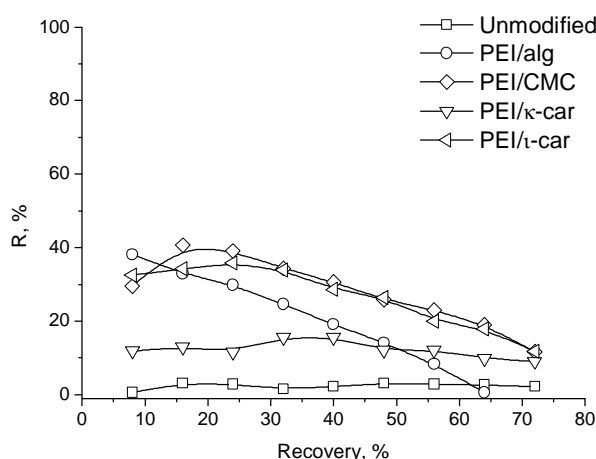 Unmodified
PEI/alg
PEI/CMC
PEI/κ-car
PEI/ι-car
100
80
60
40
20
0
R, %
0 10 20 30 40 50 60 70 80
Recovery, %